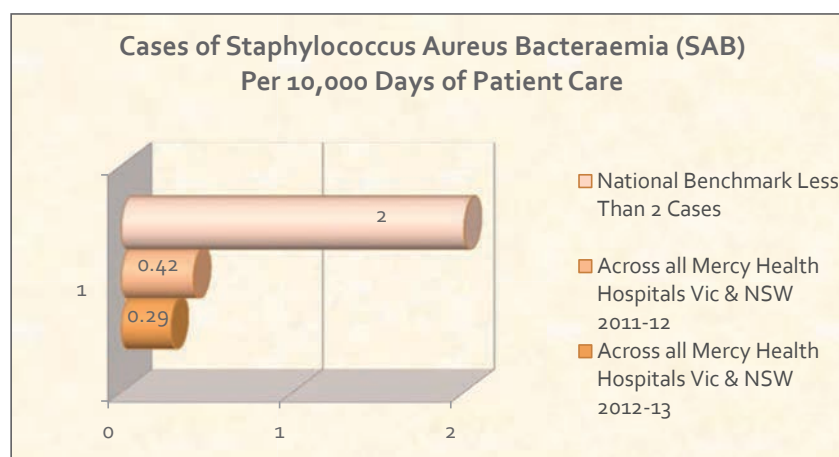 Cases of Staphylococcus Aureus Bacteraemia (SAB)
Per 10,000 Days of Patient Care
2
0.42
0.29
1
0
1
2
National Benchmark Less
Than 2 Cases
Across all Mercy Health
Hospitals Vic & NSW
2011-12
Across all Mercy Health
Hospitals Vic & NSW
2012-13